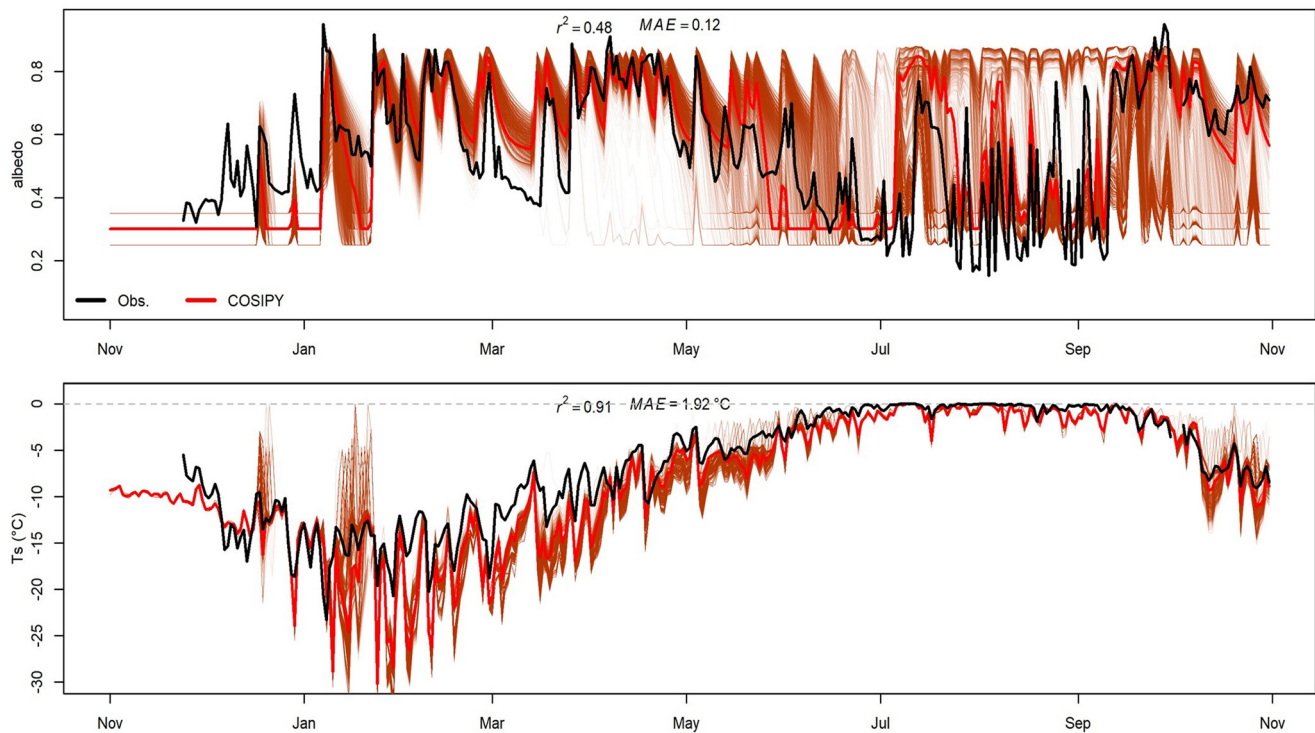 r² = 0.48 MAE = 0.12
albedo
0.8
0.6
0.4
0.2
Obs. COSIPY
Nov Jan Mar May Jul Sep Nov
r² = 0.91 MAE = 1.92 °C
Ts (°C)
0
-5
-10
-15
-20
-25
-30
Nov Jan Mar May Jul Sep Nov